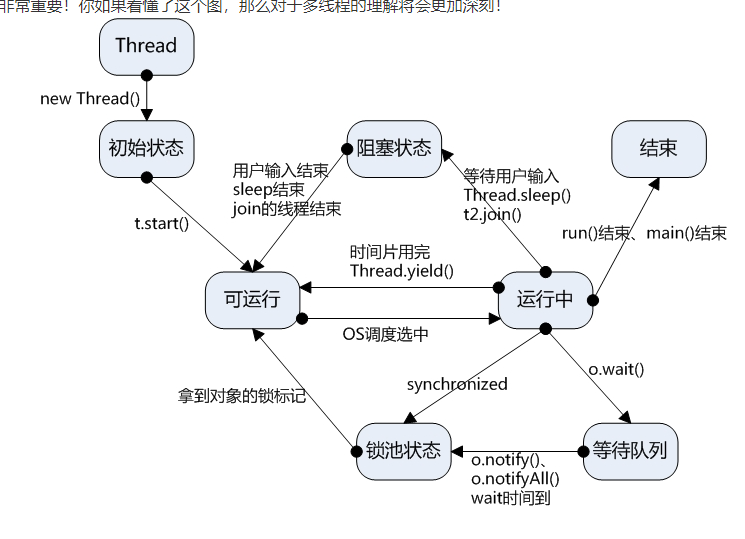 非常重要！你如果看懂了这个图，那么对于多线程的理解将会更加深刻！
Thread
new Thread()
初始状态
阻塞状态
结束
用户输入结束
sleep结束
join的线程结束
等待用户输入
Thread.sleep()
t2.join()
t.start()
run()结束、main()结束
时间片用完
Thread.yield()
可运行
运行中
OS调度选中
o.wait()
synchronized
拿到对象的锁标记
锁池状态
等待队列
o.notify()、
o.notifyAll()
wait时间到